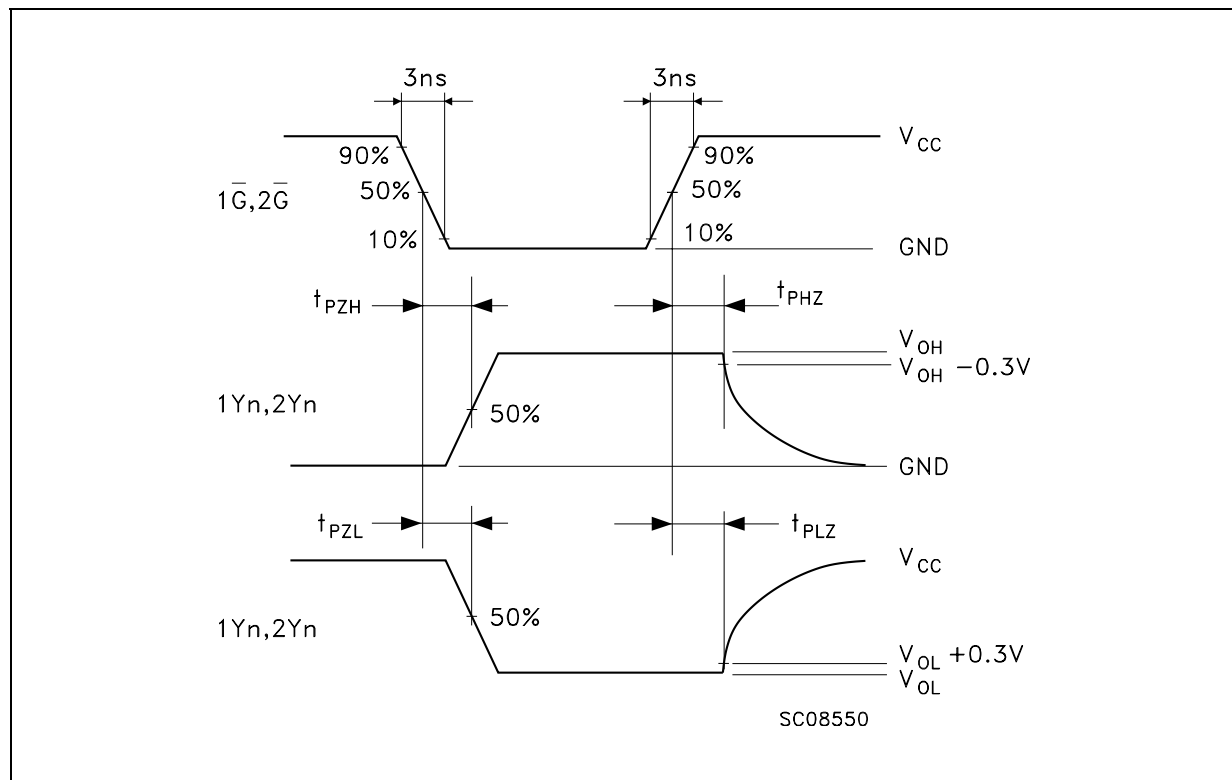 3ns 3ns
V_CC
90% 90%
1G̅,2G̅ 50% 50%
10% 10%
GND
t_PZH t_PHZ
V_OH
V_OH −0.3V
1Yn,2Yn 50%
GND
t_PZL t_PLZ
V_CC
1Yn,2Yn 50%
V_OL +0.3V
V_OL
SC08550